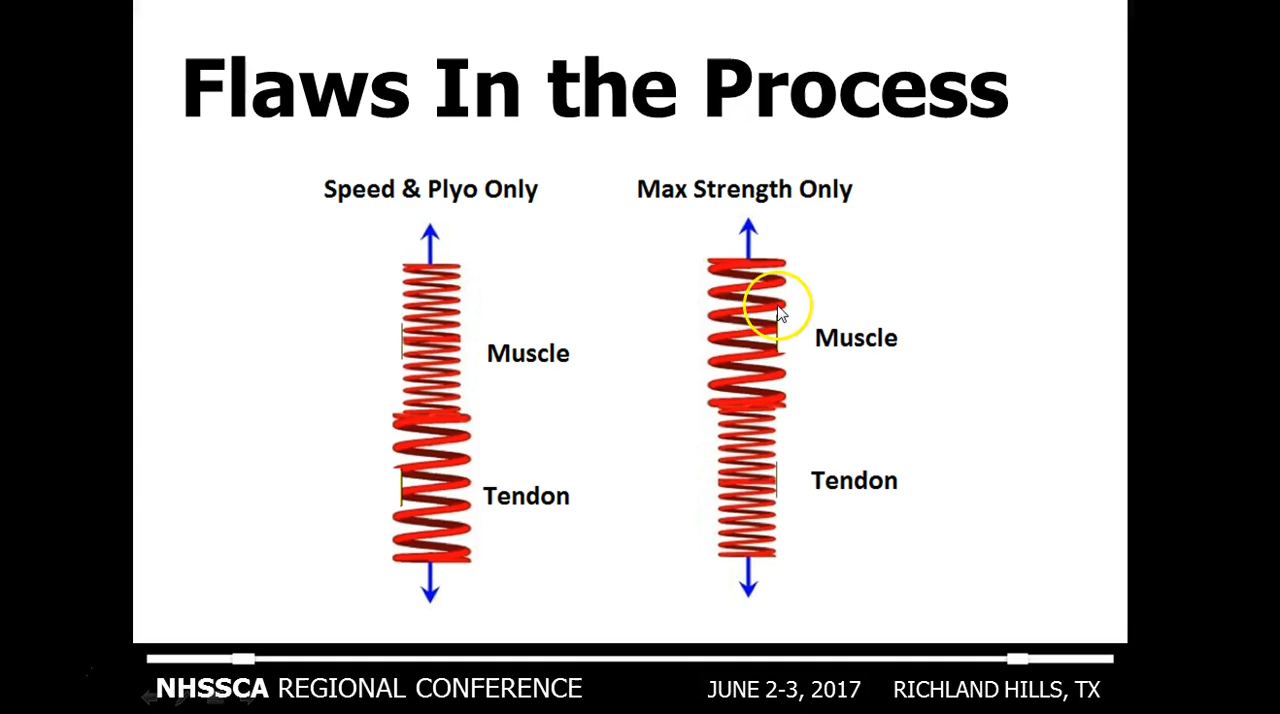 Flaws In the Process
Speed & Plyo Only
Max Strength Only
Muscle
Muscle
Tendon
Tendon
NHSSCA REGIONAL CONFERENCE
JUNE 2-3, 2017
RICHLAND HILLS, TX